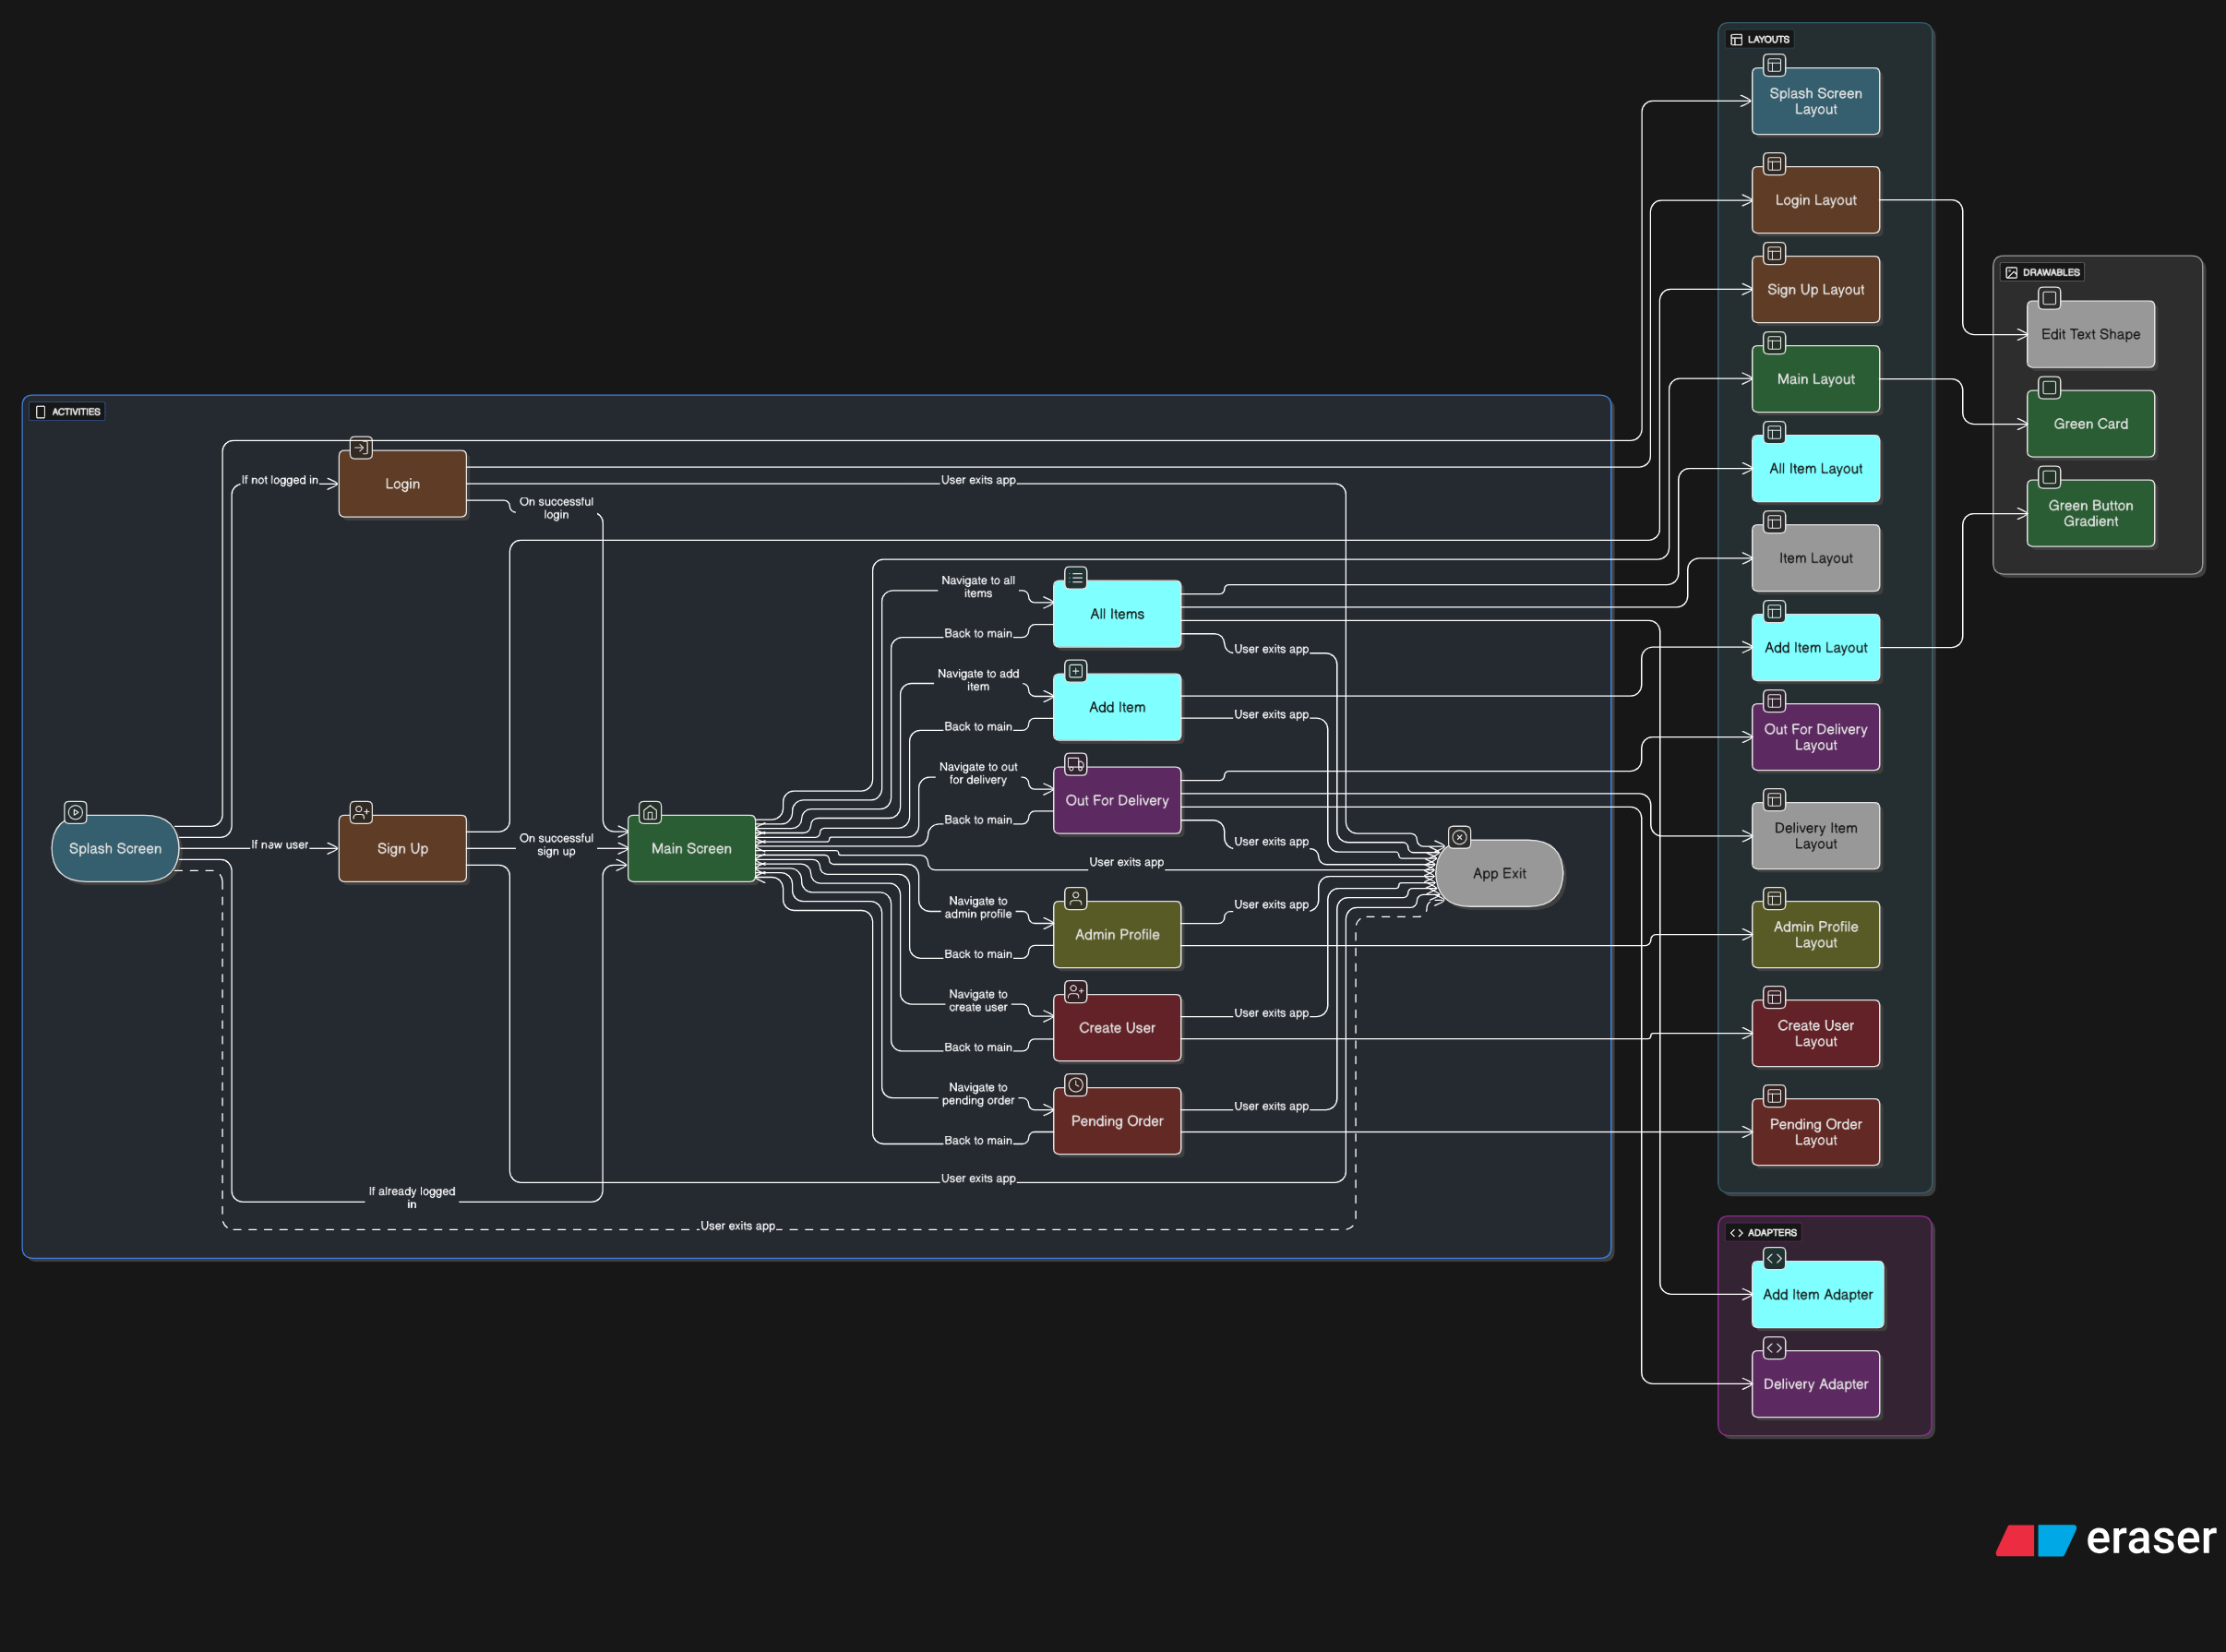 LAYOUTS
Splash Screen
Layout
Login Layout
Sign Up Layout
Main Layout
All Item Layout
Item Layout
Add Item Layout
Out For Delivery
Layout
Delivery Item
Layout
Admin Profile
Layout
Create User
Layout
Pending Order
Layout
DRAWABLES
Edit Text Shape
Green Card
Green Button
Gradient
ACTIVITIES
If not logged in
Login
User exits app
On successful
login
Navigate to all
items
All Items
Back to main
User exits app
Navigate to add
item
Add Item
Back to main
User exits app
Navigate to out
for delivery
Out For Delivery
Back to main
User exits app
Splash Screen
If naw user
Sign Up
On successful
sign up
Main Screen
User exits app
App Exit
Navigate to
admin profile
Admin Profile
User exits app
Back to main
Navigate to
create user
Create User
User exits app
Back to main
Navigate to
pending order
Pending Order
User exits app
Back to main
User exits app
If already logged
in
User exits app
ADAPTERS
Add Item Adapter
Delivery Adapter
eraser